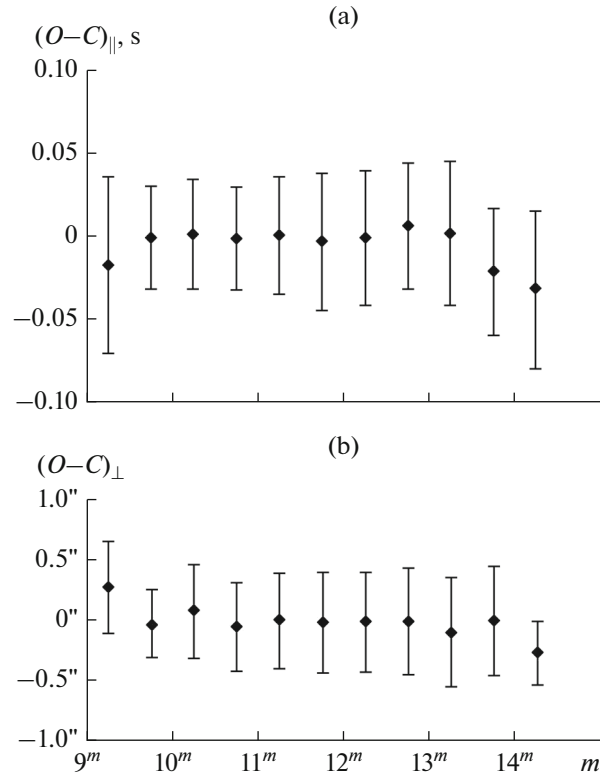 (a)
(O–C)∥, s
0.10
0.05
0
−0.05
−0.10
(b)
(O–C)⊥
1.0"
0.5"
0"
−0.5"
−1.0"
9ᵐ 10ᵐ 11ᵐ 12ᵐ 13ᵐ 14ᵐ m